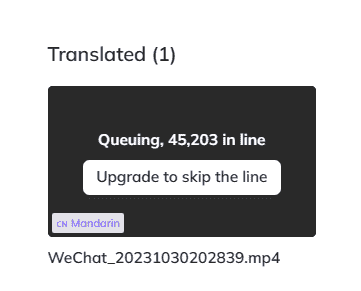 Translated (1)
Queuing, 45,203 in line
Upgrade to skip the line
CN Mandarin
WeChat_20231030202839.mp4